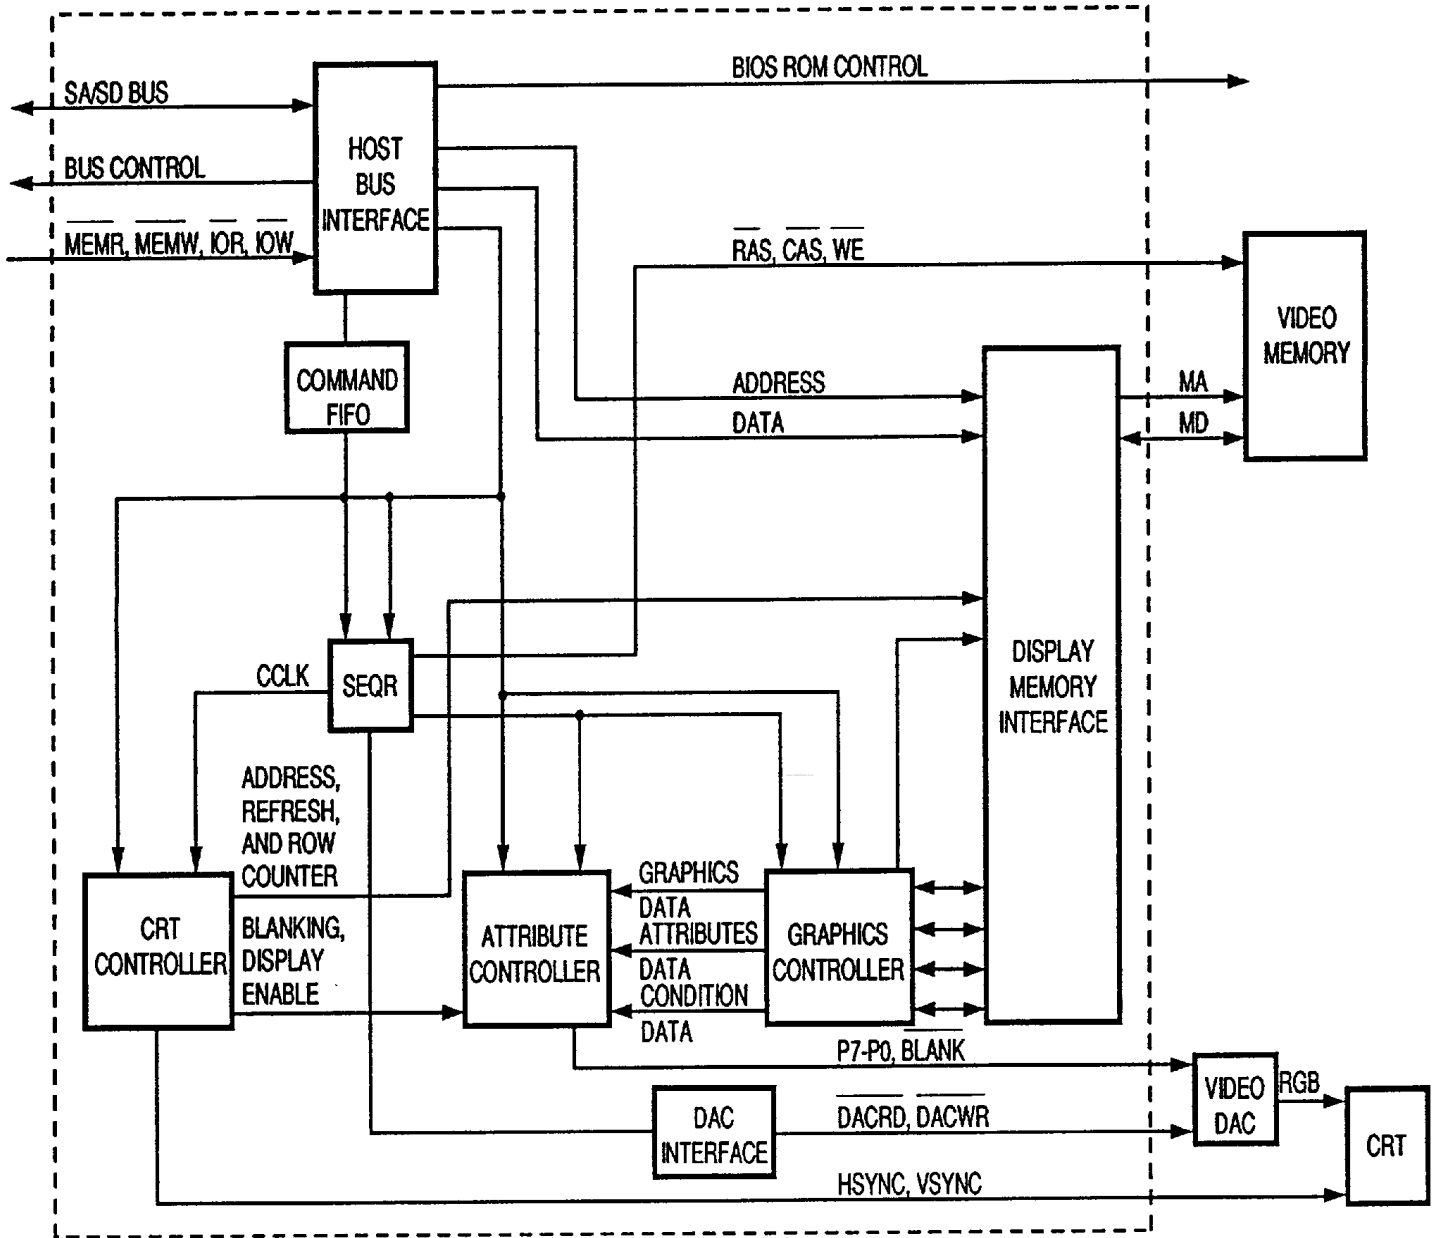 BIOS ROM CONTROL
SA/SD BUS
HOST
BUS
INTERFACE
BUS CONTROL
MEMR, MEMW, IOR, IOW
RAS, CAS, WE
VIDEO
MEMORY
COMMAND
FIFO
ADDRESS
DATA
MA
MD
CCLK
SEQR
DISPLAY
MEMORY
INTERFACE
ADDRESS,
REFRESH,
AND ROW
COUNTER
CRT
CONTROLLER
BLANKING,
DISPLAY
ENABLE
ATTRIBUTE
CONTROLLER
GRAPHICS
DATA
ATTRIBUTES
DATA
CONDITION
DATA
GRAPHICS
CONTROLLER
P7-P0, BLANK
DAC
INTERFACE
DACRD, DACWR
VIDEO
DAC
RGB
CRT
HSYNC, VSYNC